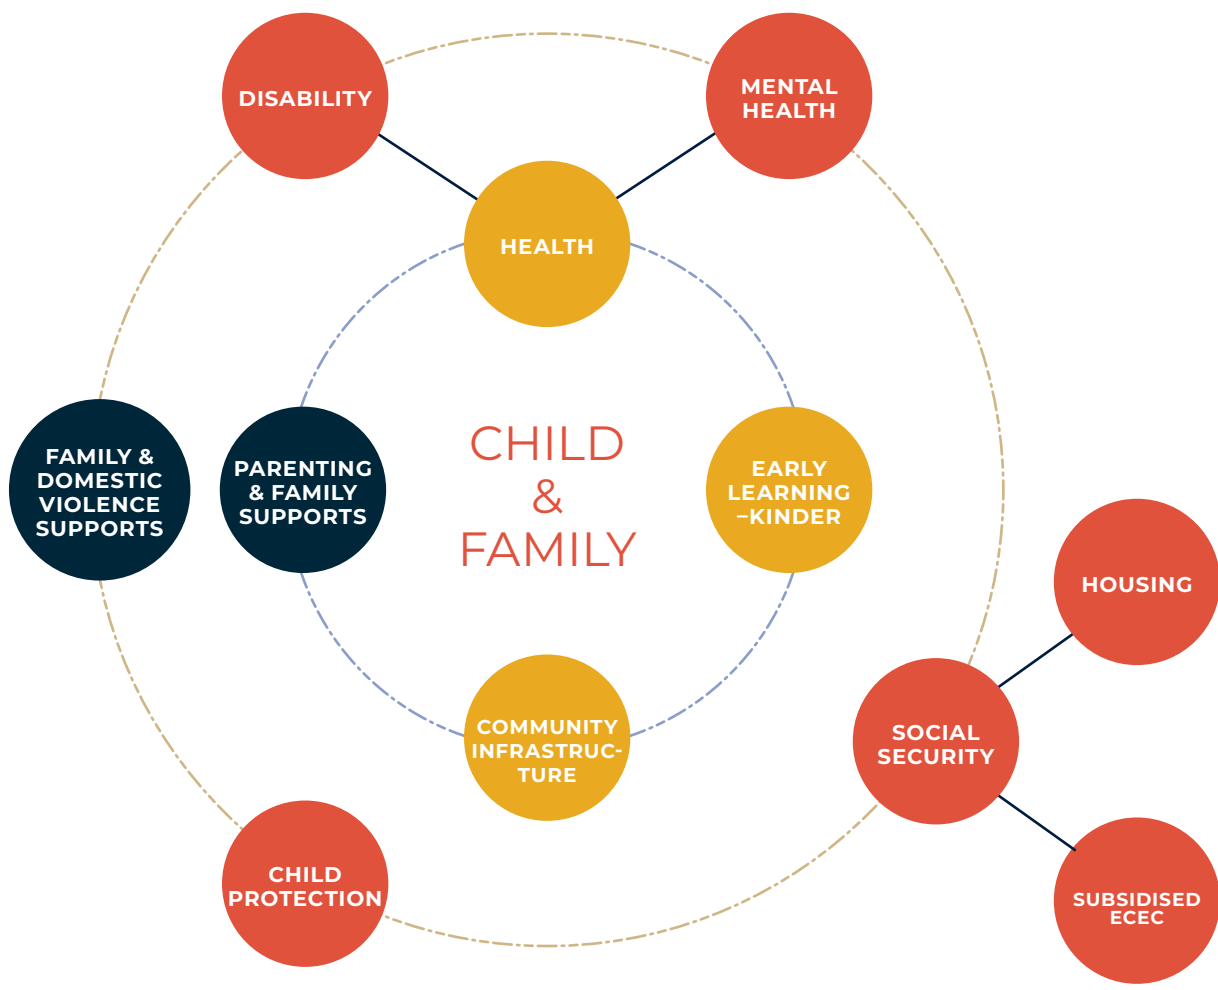 DISABILITY
MENTAL
HEALTH
HEALTH
FAMILY &
DOMESTIC
VIOLENCE
SUPPORTS
PARENTING
& FAMILY
SUPPORTS
CHILD
&
FAMILY
EARLY
LEARNING
–KINDER
HOUSING
COMMUNITY
INFRASTRUC-
TURE
SOCIAL
SECURITY
CHILD
PROTECTION
SUBSIDISED
ECEC